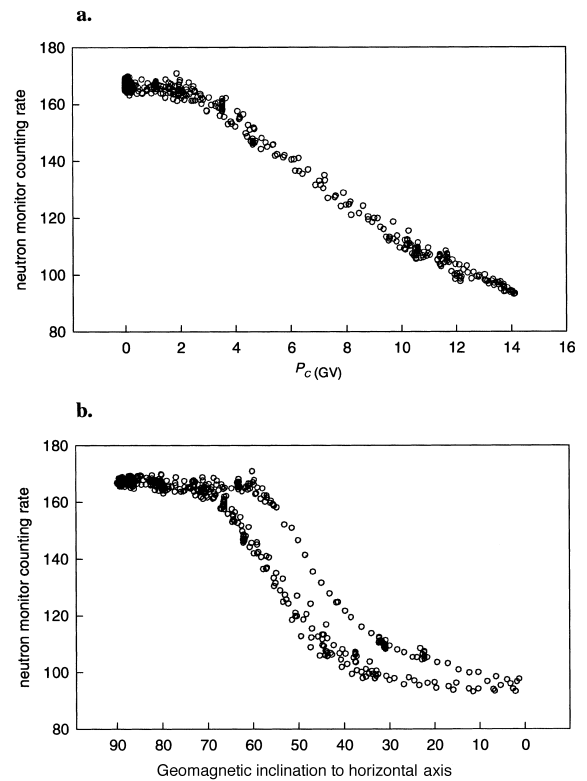 a.
180
160
140
120
100
80
neutron monitor counting rate
0 2 4 6 8 10 12 14 16
Pc (GV)
b.
180
160
140
120
100
80
neutron monitor counting rate
90 80 70 60 50 40 30 20 10 0
Geomagnetic inclination to horizontal axis